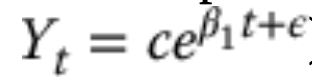 Y_t = ce^{β_1 t+ϵ}